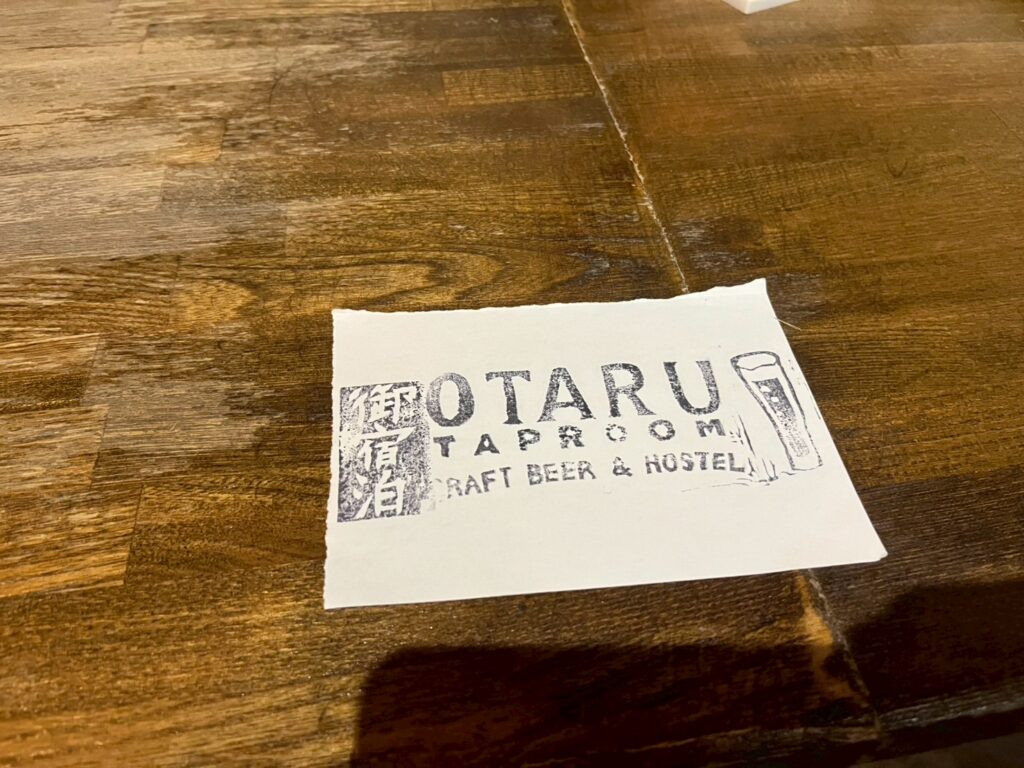 御宿泊
OTARU
TAPROOM
CRAFT BEER & HOSTEL